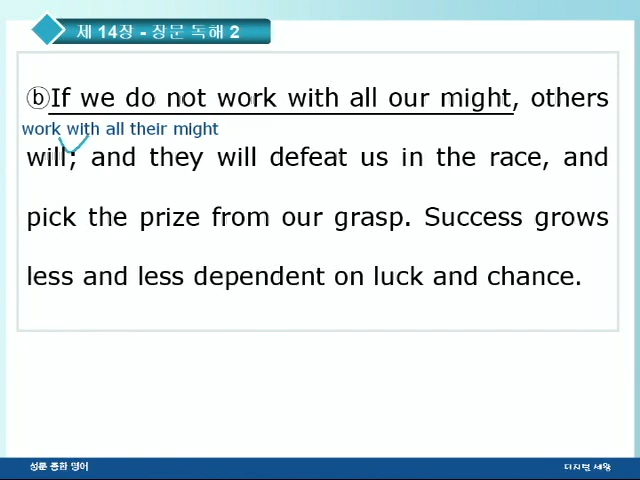 제 14장 - 장문 독해 2
ⓑIf we do not work with all our might, others
work with all their might
will; and they will defeat us in the race, and
pick the prize from our grasp. Success grows
less and less dependent on luck and chance.
성문 종합 영어
디지털 세왕